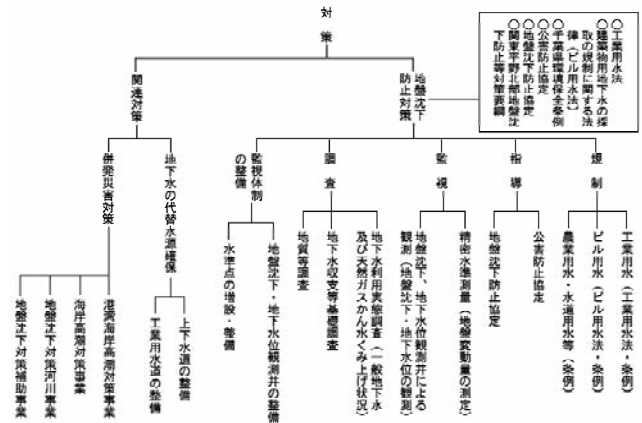 対策
○工業用水法
○建築物用地下水の採
取の規制に関する法
律（ビル用水法）
○千葉県環境保全条例
○公害防止協定
○地盤沈下防止協定
○関東平野北部地盤沈
下防止等対策要綱
地盤沈下
防止対策
関連対策
規制
指導
監視
調査
監視体制
の整備
地下水の代替水源確保
併発災害対策
工業用水（工業用水法・条例）
ビル用水（ビル用水法・条例）
農業用水・水道用水等（条例）
公害防止協定
地盤沈下防止協定
精密水準測量（地盤変動量の測定）
地盤沈下、地下水位観測井による
観測（地盤沈下・地下水位の観測）
地下水利用実態調査（一般地下水
及び天然ガスかん水くみ上げ状況）
地下水収支等基礎調査
地質等調査
地盤沈下・地下水位観測井の整備
水準点の増設・整備
上下水道の整備
工業用水道の整備
港湾海岸高潮対策事業
海岸高潮対策事業
地盤沈下対策河川事業
地盤沈下対策補助事業